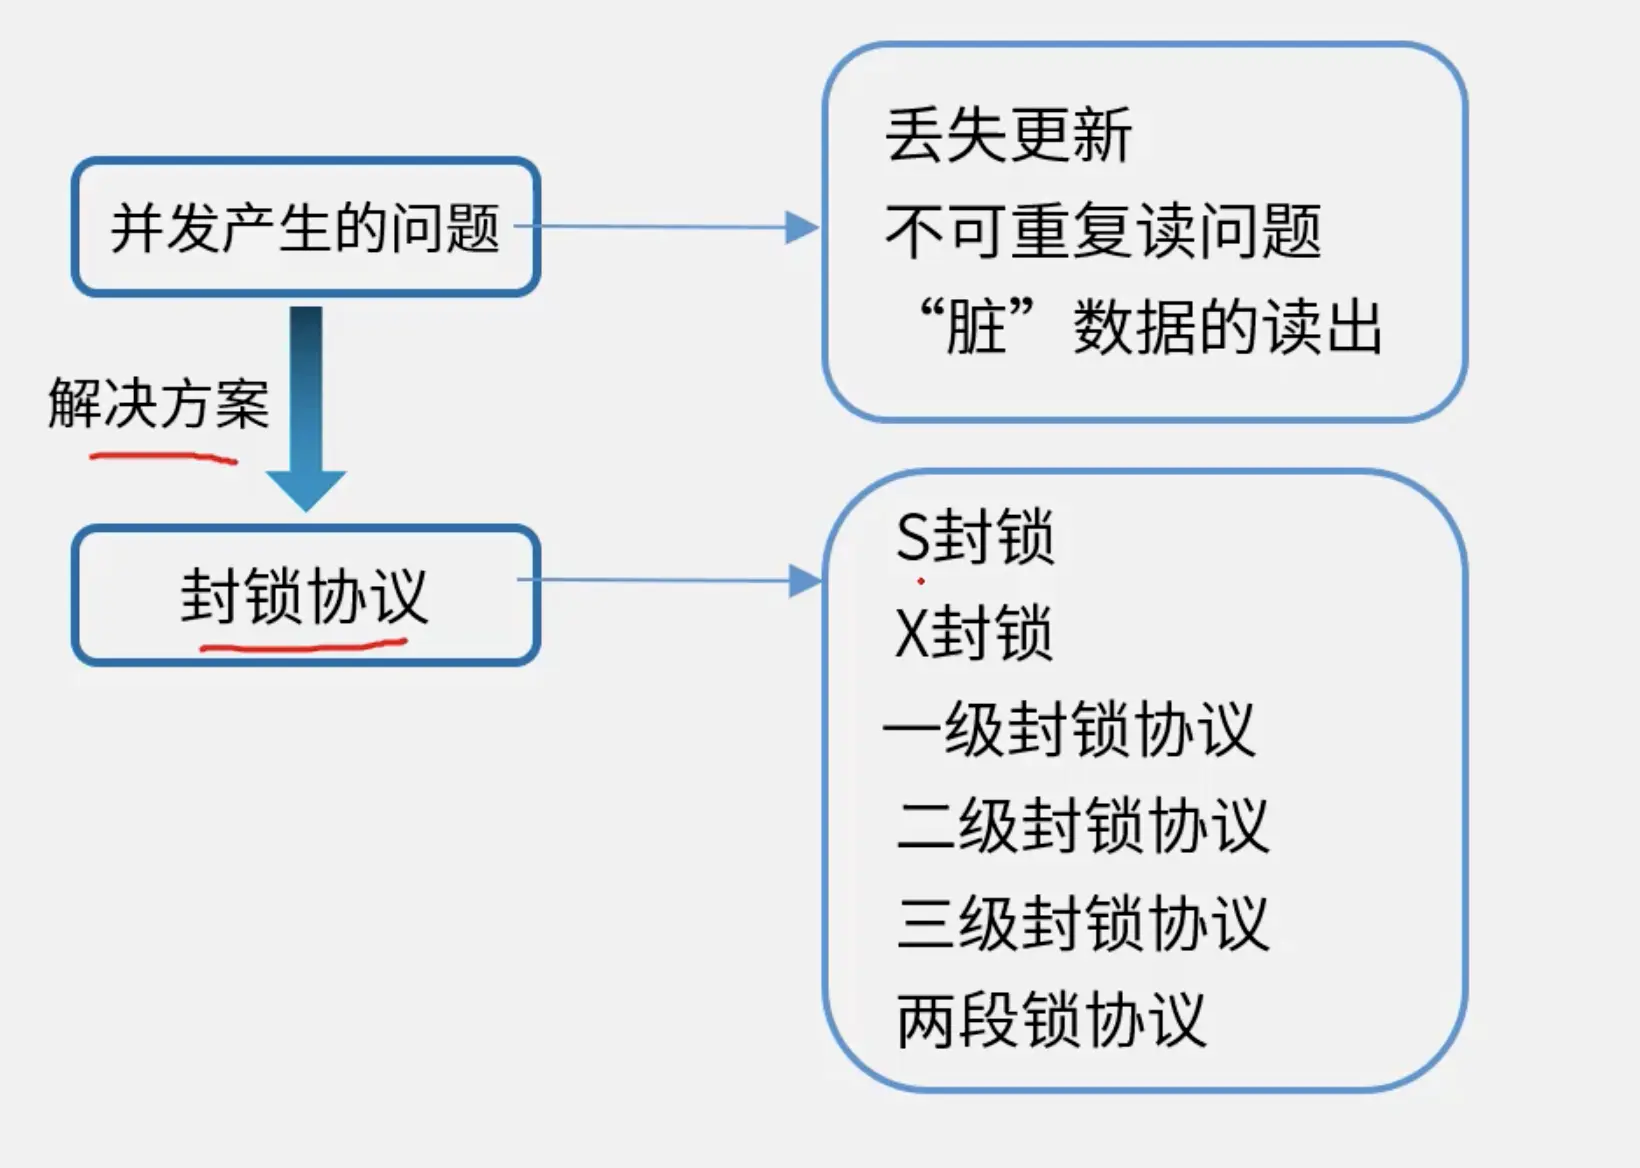 并发产生的问题
丢失更新
不可重复读问题
“脏”数据的读出
解决方案
封锁协议
S封锁
X封锁
一级封锁协议
二级封锁协议
三级封锁协议
两段锁协议